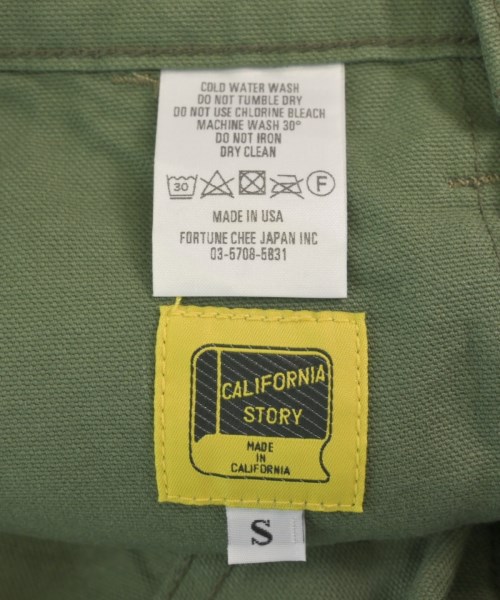 COLD WATER WASH
DO NOT TUMBLE DRY
DO NOT USE CHLORINE BLEACH
MACHINE WASH 30°
DO NOT IRON
DRY CLEAN
30 F
MADE IN USA
FORTUNE CHEE JAPAN INC
03-5708-5831
CALIFORNIA
STORY
MADE
IN
CALIFORNIA
S